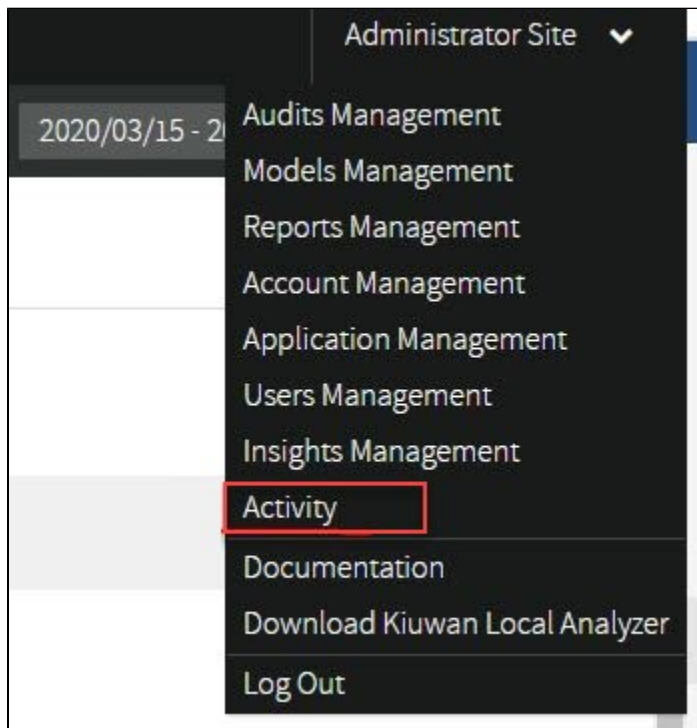 Administrator Site
2020/03/15 - 2
Audits Management
Models Management
Reports Management
Account Management
Application Management
Users Management
Insights Management
Activity
Documentation
Download Kiuwan Local Analyzer
Log Out